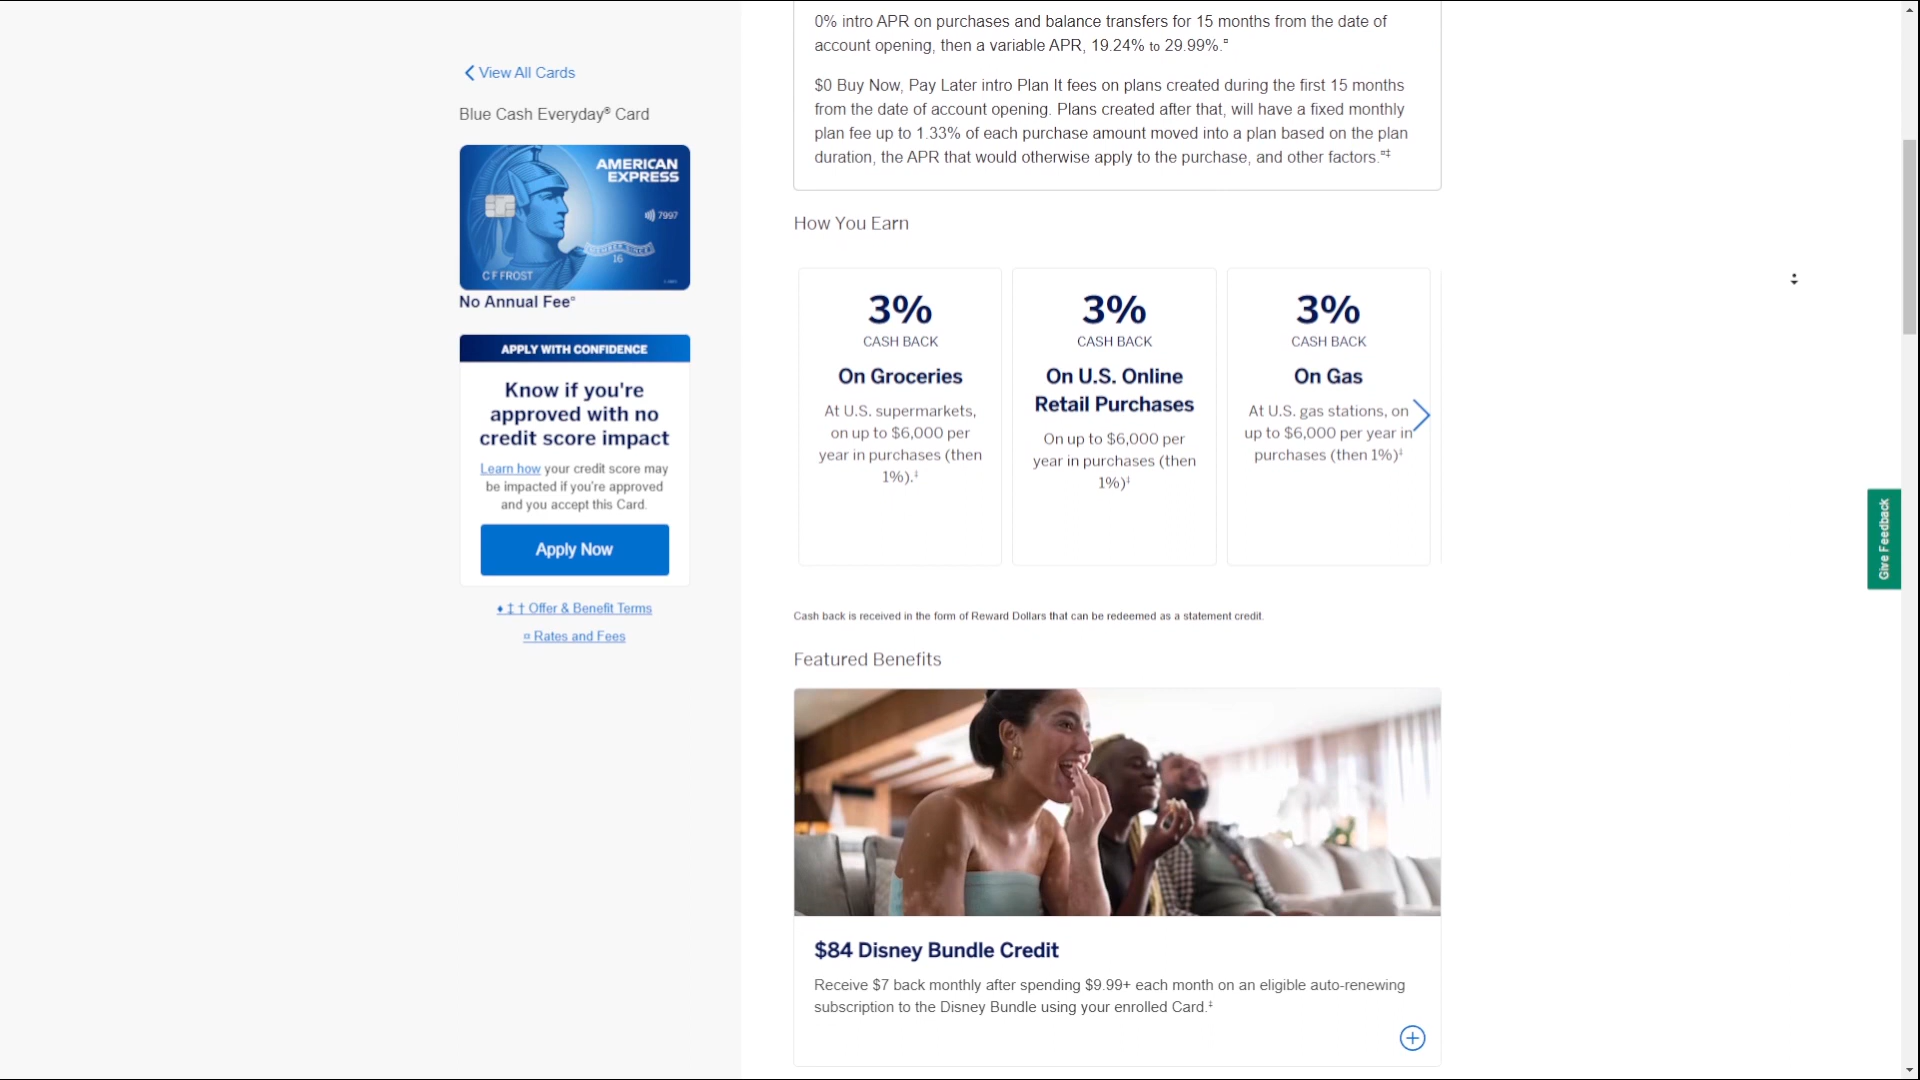 View All Cards
Blue Cash Everyday® Card
AMERICAN
EXPRESS
7997
16
C F FROST
No Annual Fee¤
APPLY WITH CONFIDENCE
Know if you're
approved with no
credit score impact
Learn how your credit score may
be impacted if you're approved
and you accept this Card.
Apply Now
♦ ‡ † Offer & Benefit Terms
¤ Rates and Fees
0% intro APR on purchases and balance transfers for 15 months from the date of
account opening, then a variable APR, 19.24% to 29.99%.¤
$0 Buy Now, Pay Later intro Plan It fees on plans created during the first 15 months
from the date of account opening. Plans created after that, will have a fixed monthly
plan fee up to 1.33% of each purchase amount moved into a plan based on the plan
duration, the APR that would otherwise apply to the purchase, and other factors.¤‡
How You Earn
3%
CASH BACK
On Groceries
At U.S. supermarkets,
on up to $6,000 per
year in purchases (then
1%).‡
3%
CASH BACK
On U.S. Online
Retail Purchases
On up to $6,000 per
year in purchases (then
1%)‡
3%
CASH BACK
On Gas
At U.S. gas stations, on
up to $6,000 per year in
purchases (then 1%)‡
Cash back is received in the form of Reward Dollars that can be redeemed as a statement credit.
Featured Benefits
$84 Disney Bundle Credit
Receive $7 back monthly after spending $9.99+ each month on an eligible auto-renewing
subscription to the Disney Bundle using your enrolled Card.‡
Give Feedback